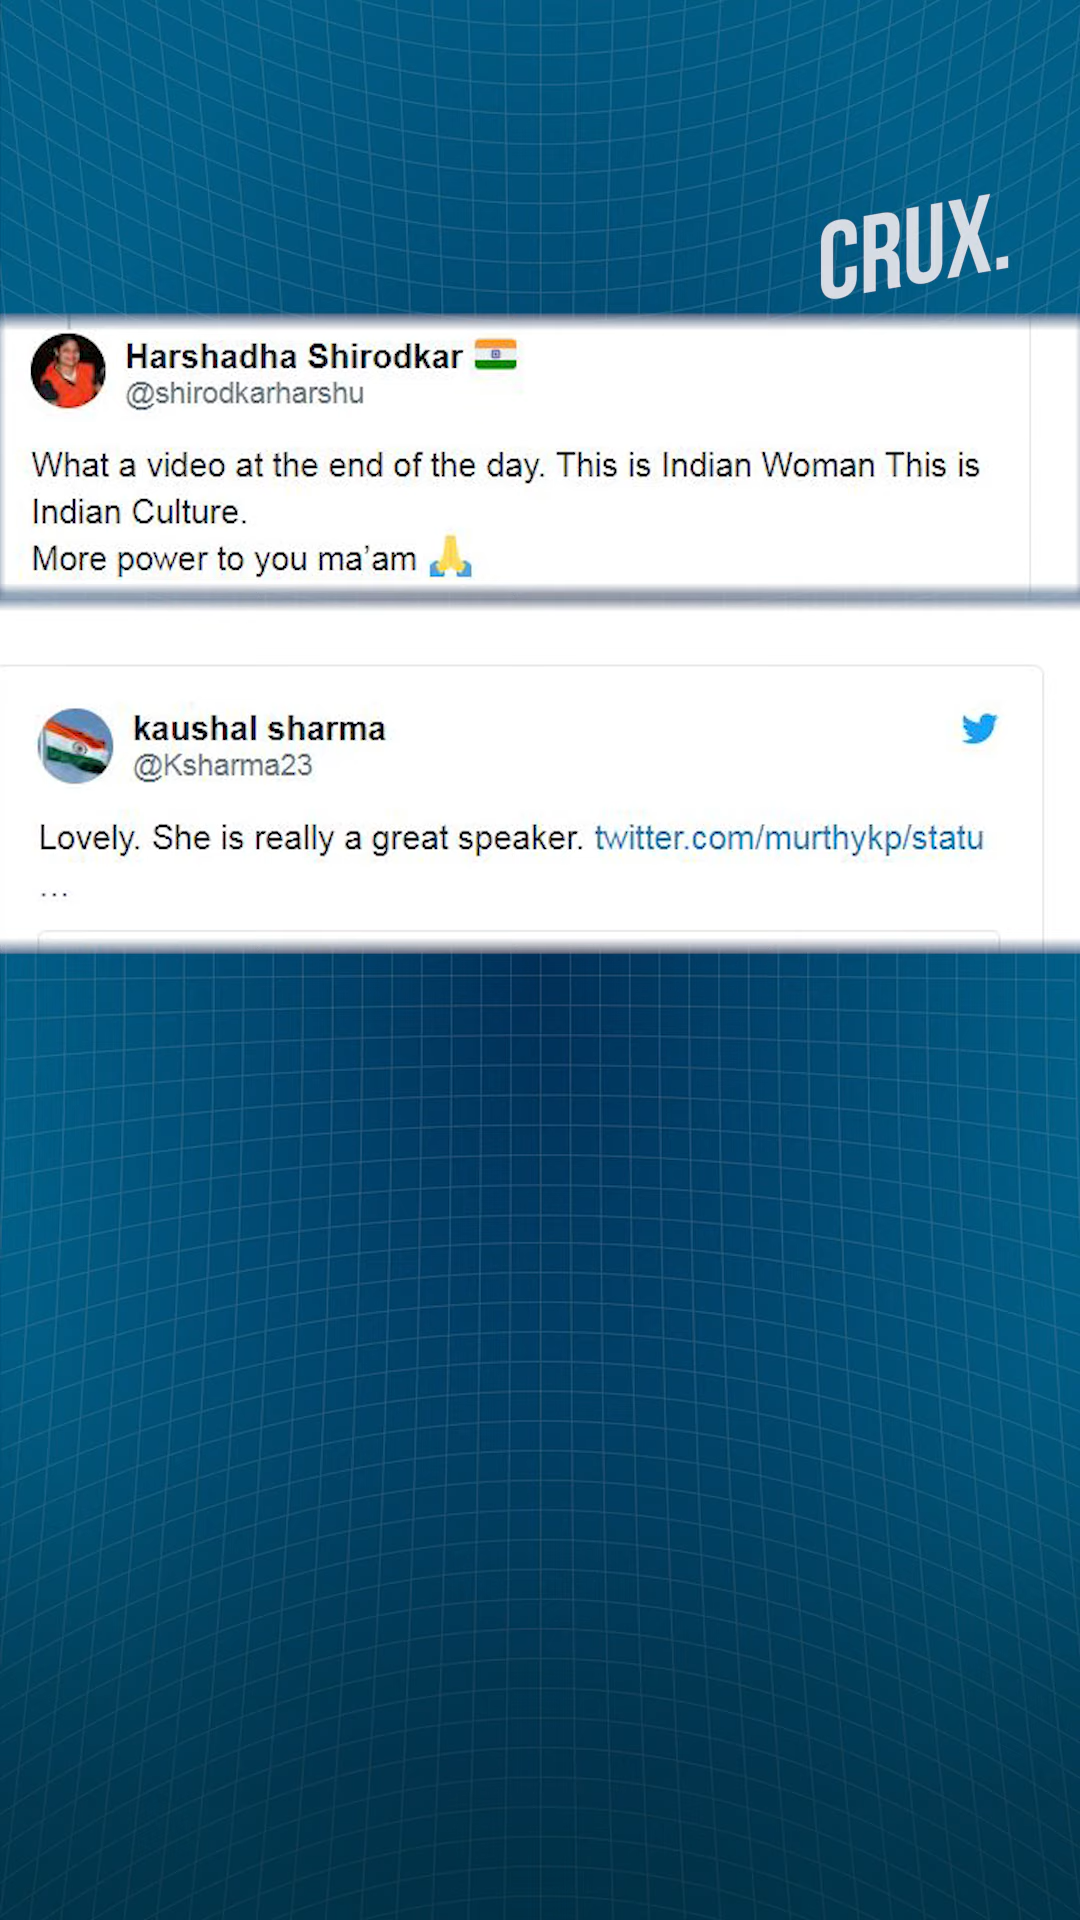 CRUX.
Harshadha Shirodkar 🇮🇳
@shirodkarharshu
What a video at the end of the day. This is Indian Woman This is
Indian Culture.
More power to you ma’am 🙏
kaushal sharma
@Ksharma23
Lovely. She is really a great speaker. twitter.com/murthykp/statu
…